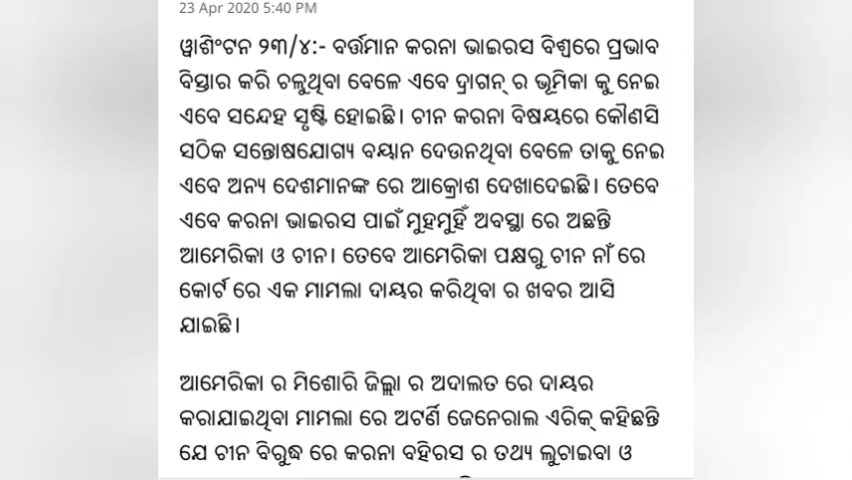 23 Apr 2020 5:40 PM
ୱାଶିଂଟନ ୨୩/୪:- ବର୍ତ୍ତମାନ କରନା ଭାଇରସ ବିଶ୍ୱରେ ପ୍ରଭାବ
ବିସ୍ତାର କରି ଚଳୁଥିବା ବେଳେ ଏବେ ଡ୍ରାଗନ୍ ର ଭୂମିକା କୁ ନେଇ
ଏବେ ସନ୍ଦେହ ସୃଷ୍ଟି ହୋଇଛି। ଚୀନ କରନା ବିଷୟରେ କୌଣସି
ସଠିକ ସନ୍ତୋଷଯୋଗ୍ୟ ବୟାନ ଦେଉନଥିବା ବେଳେ ତାକୁ ନେଇ
ଏବେ ଅନ୍ୟ ଦେଶମାନଙ୍କ ରେ ଆକ୍ରୋଶ ଦେଖାଦେଇଛି। ତେବେ
ଏବେ କରନା ଭାଇରସ ପାଇଁ ମୁହମୁହିଁ ଅବସ୍ଥା ରେ ଅଛନ୍ତି
ଆମେରିକା ଓ ଚୀନ। ତେବେ ଆମେରିକା ପକ୍ଷରୁ ଚୀନ ନାଁ ରେ
କୋର୍ଟ ରେ ଏକ ମାମଲା ଦାୟର କରିଥିବା ର ଖବର ଆସି
ଯାଇଛି।
ଆମେରିକା ର ମିଶୋରି ଜିଲ୍ଲା ର ଅଦାଲତ ରେ ଦାୟର
କରାଯାଇଥିବା ମାମଲା ରେ ଅଟର୍ଣି ଜେନେରାଲ ଏରିକ୍ କହିଛନ୍ତି
ଯେ ଚୀନ ବିରୁଦ୍ଧ ରେ କରନା ବହିରସ ର ତଥ୍ୟ ଲୁଚାଇବା ଓ